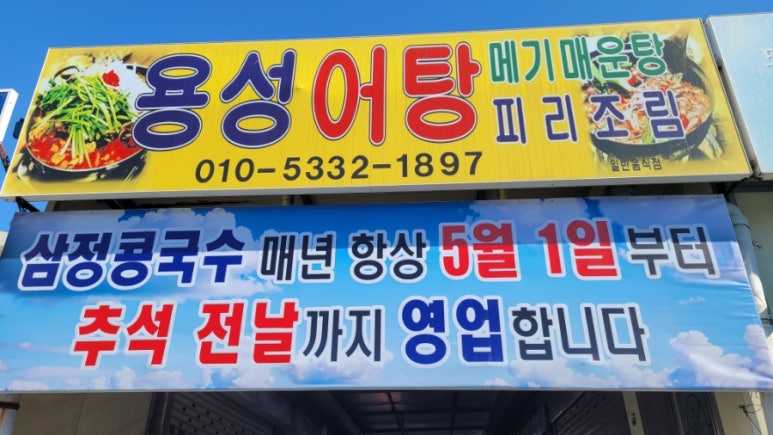 용성어탕 메기매운탕
피리조림
010-5332-1897
일반음식점
삼정콩국수 매년 항상 5월 1일부터
추석 전날까지 영업합니다